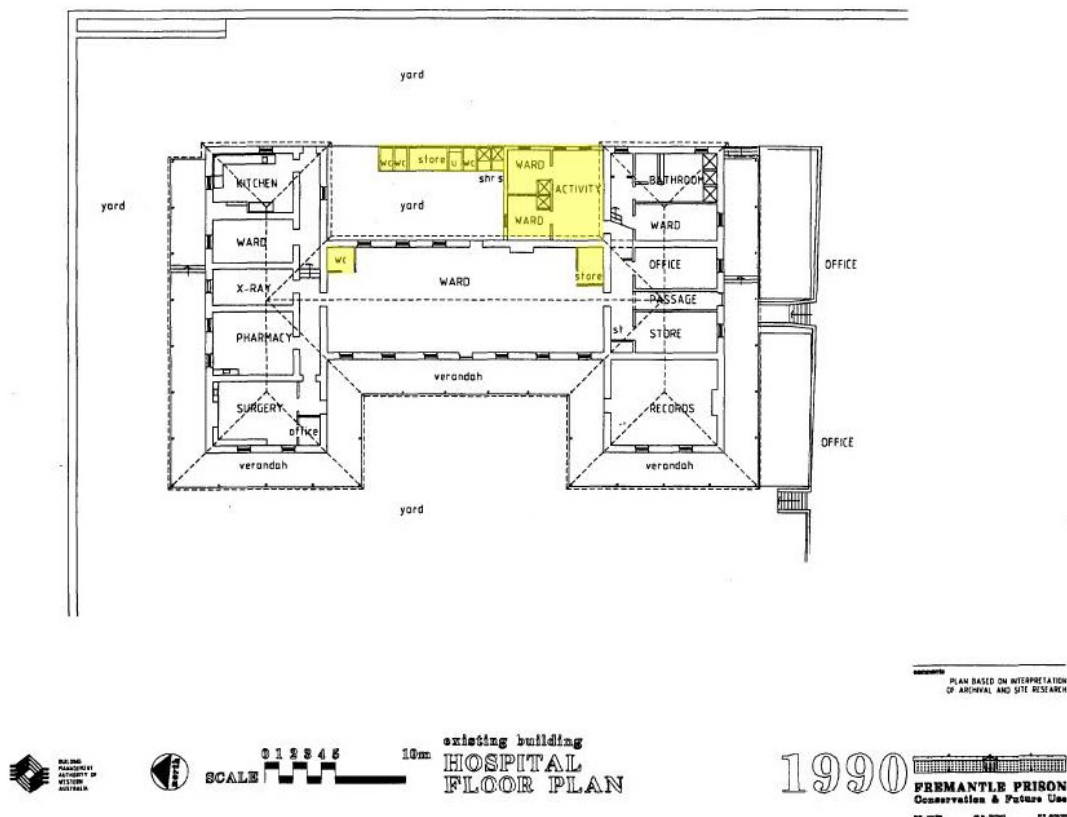 yard
wc
wc
store
u
wc
shr s
WARD
ACTIVITY
BATHROOM
KITCHEN
yard
yard
WARD
WARD
WARD
OFFICE
OFFICE
wc
WARD
store
X-RAY
PASSAGE
PHARMACY
st
STORE
verandah
SURGERY
office
RECORDS
OFFICE
verandah
verandah
yard
comments
PLAN BASED ON INTERPRETATION
OF ARCHIVAL AND SITE RESEARCH
BUILDING
MANAGEMENT
AUTHORITY OF
WESTERN
AUSTRALIA
north
SCALE
0 1 2 3 4 5 10m
existing building
HOSPITAL
FLOOR PLAN
1990
FREMANTLE PRISON
Conservation & Future Use